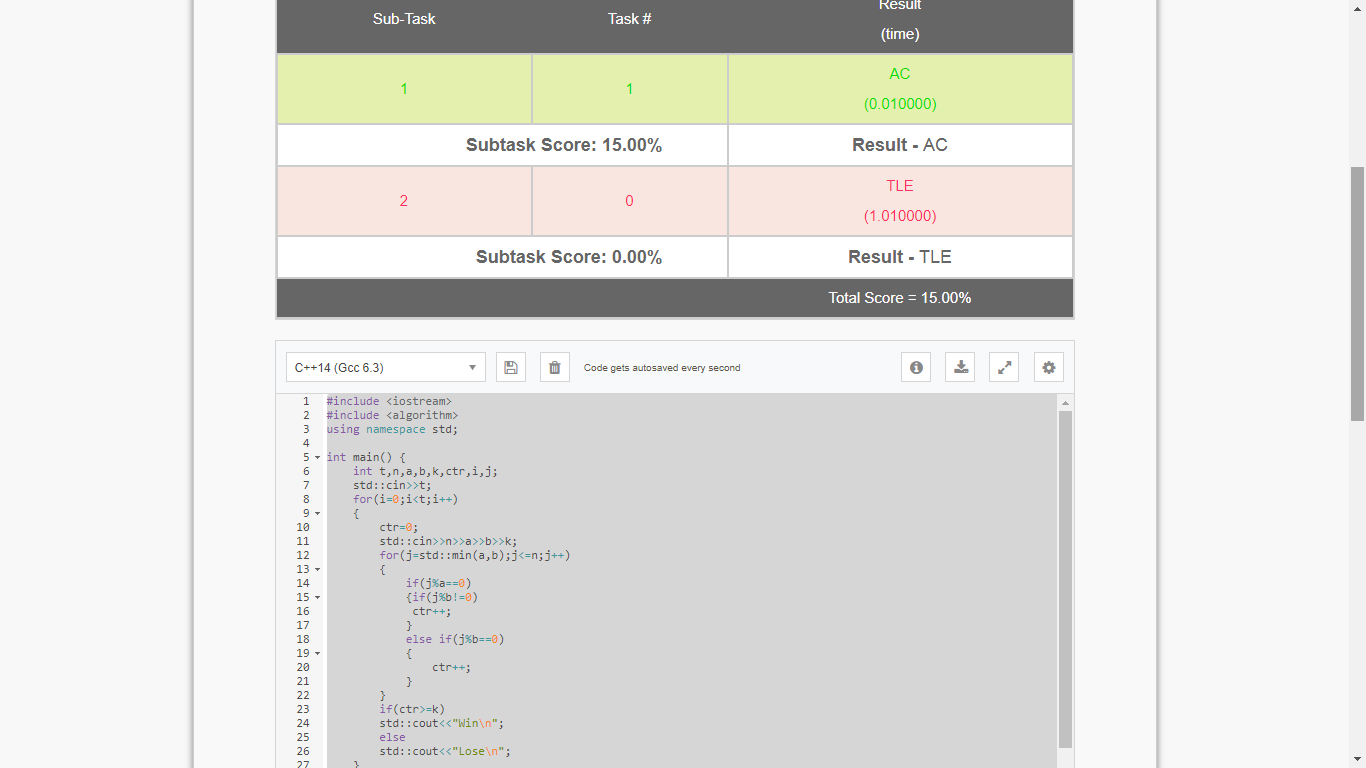 Sub-Task Task # Result
(time)
1 1 AC
(0.010000)
Subtask Score: 15.00% Result - AC
2 0 TLE
(1.010000)
Subtask Score: 0.00% Result - TLE
Total Score = 15.00%
C++14 (Gcc 6.3) Code gets autosaved every second
1 #include <iostream>
2 #include <algorithm>
3 using namespace std;
4
5 int main() {
6     int t,n,a,b,k,ctr,i,j;
7     std::cin>>t;
8     for(i=0;i<t;i++)
9     {
10         ctr=0;
11         std::cin>>n>>a>>b>>k;
12         for(j=std::min(a,b);j<=n;j++)
13         {
14             if(j%a==0)
15             {if(j%b!=0)
16              ctr++;
17             }
18             else if(j%b==0)
19             {
20                 ctr++;
21             }
22         }
23         if(ctr>=k)
24         std::cout<<"Win\n";
25         else
26         std::cout<<"Lose\n";
27     }